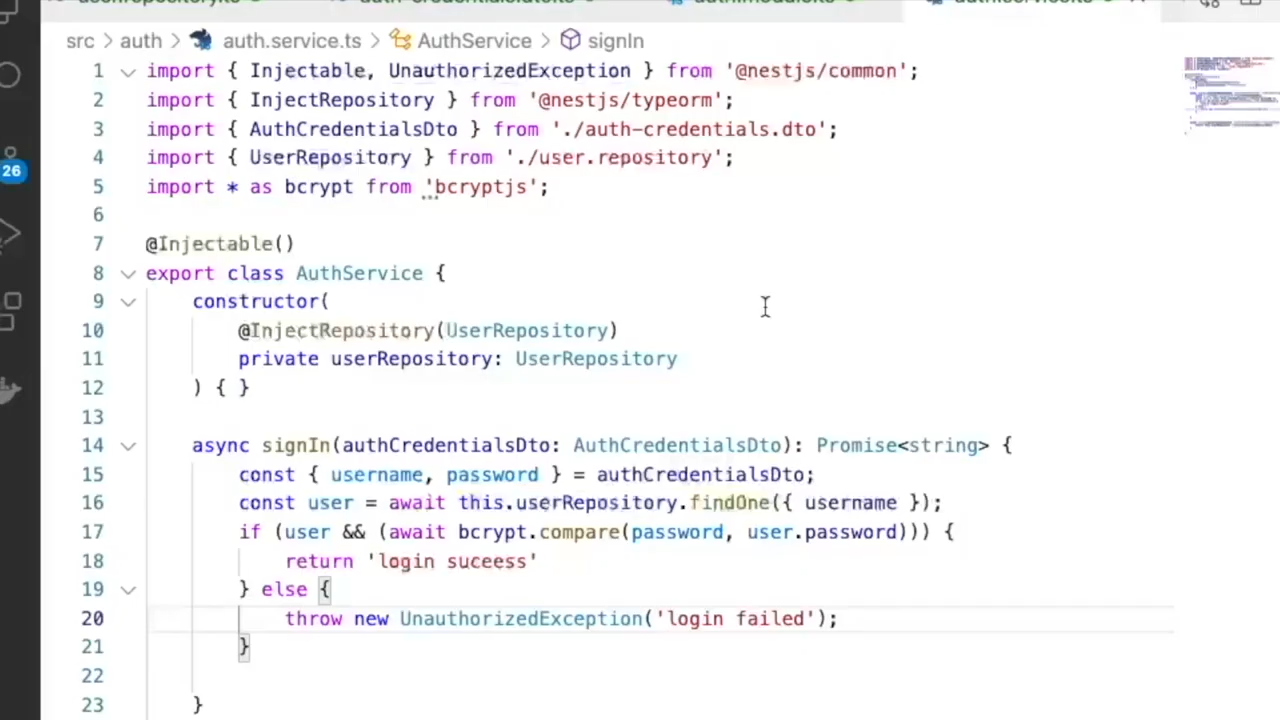 src > auth > auth.service.ts > AuthService > signIn
1 import { Injectable, UnauthorizedException } from '@nestjs/common';
2 import { InjectRepository } from '@nestjs/typeorm';
3 import { AuthCredentialsDto } from './auth-credentials.dto';
4 import { UserRepository } from './user.repository';
5 import * as bcrypt from 'bcryptjs';
6
7 @Injectable()
8 export class AuthService {
9 constructor(
10 @InjectRepository(UserRepository)
11 private userRepository: UserRepository
12 ) { }
13
14 async signIn(authCredentialsDto: AuthCredentialsDto): Promise<string> {
15 const { username, password } = authCredentialsDto;
16 const user = await this.userRepository.findOne({ username });
26
17 if (user && (await bcrypt.compare(password, user.password))) {
18 return 'login suceess'
19 } else {
20 throw new UnauthorizedException('login failed');
21 }
22
23 }